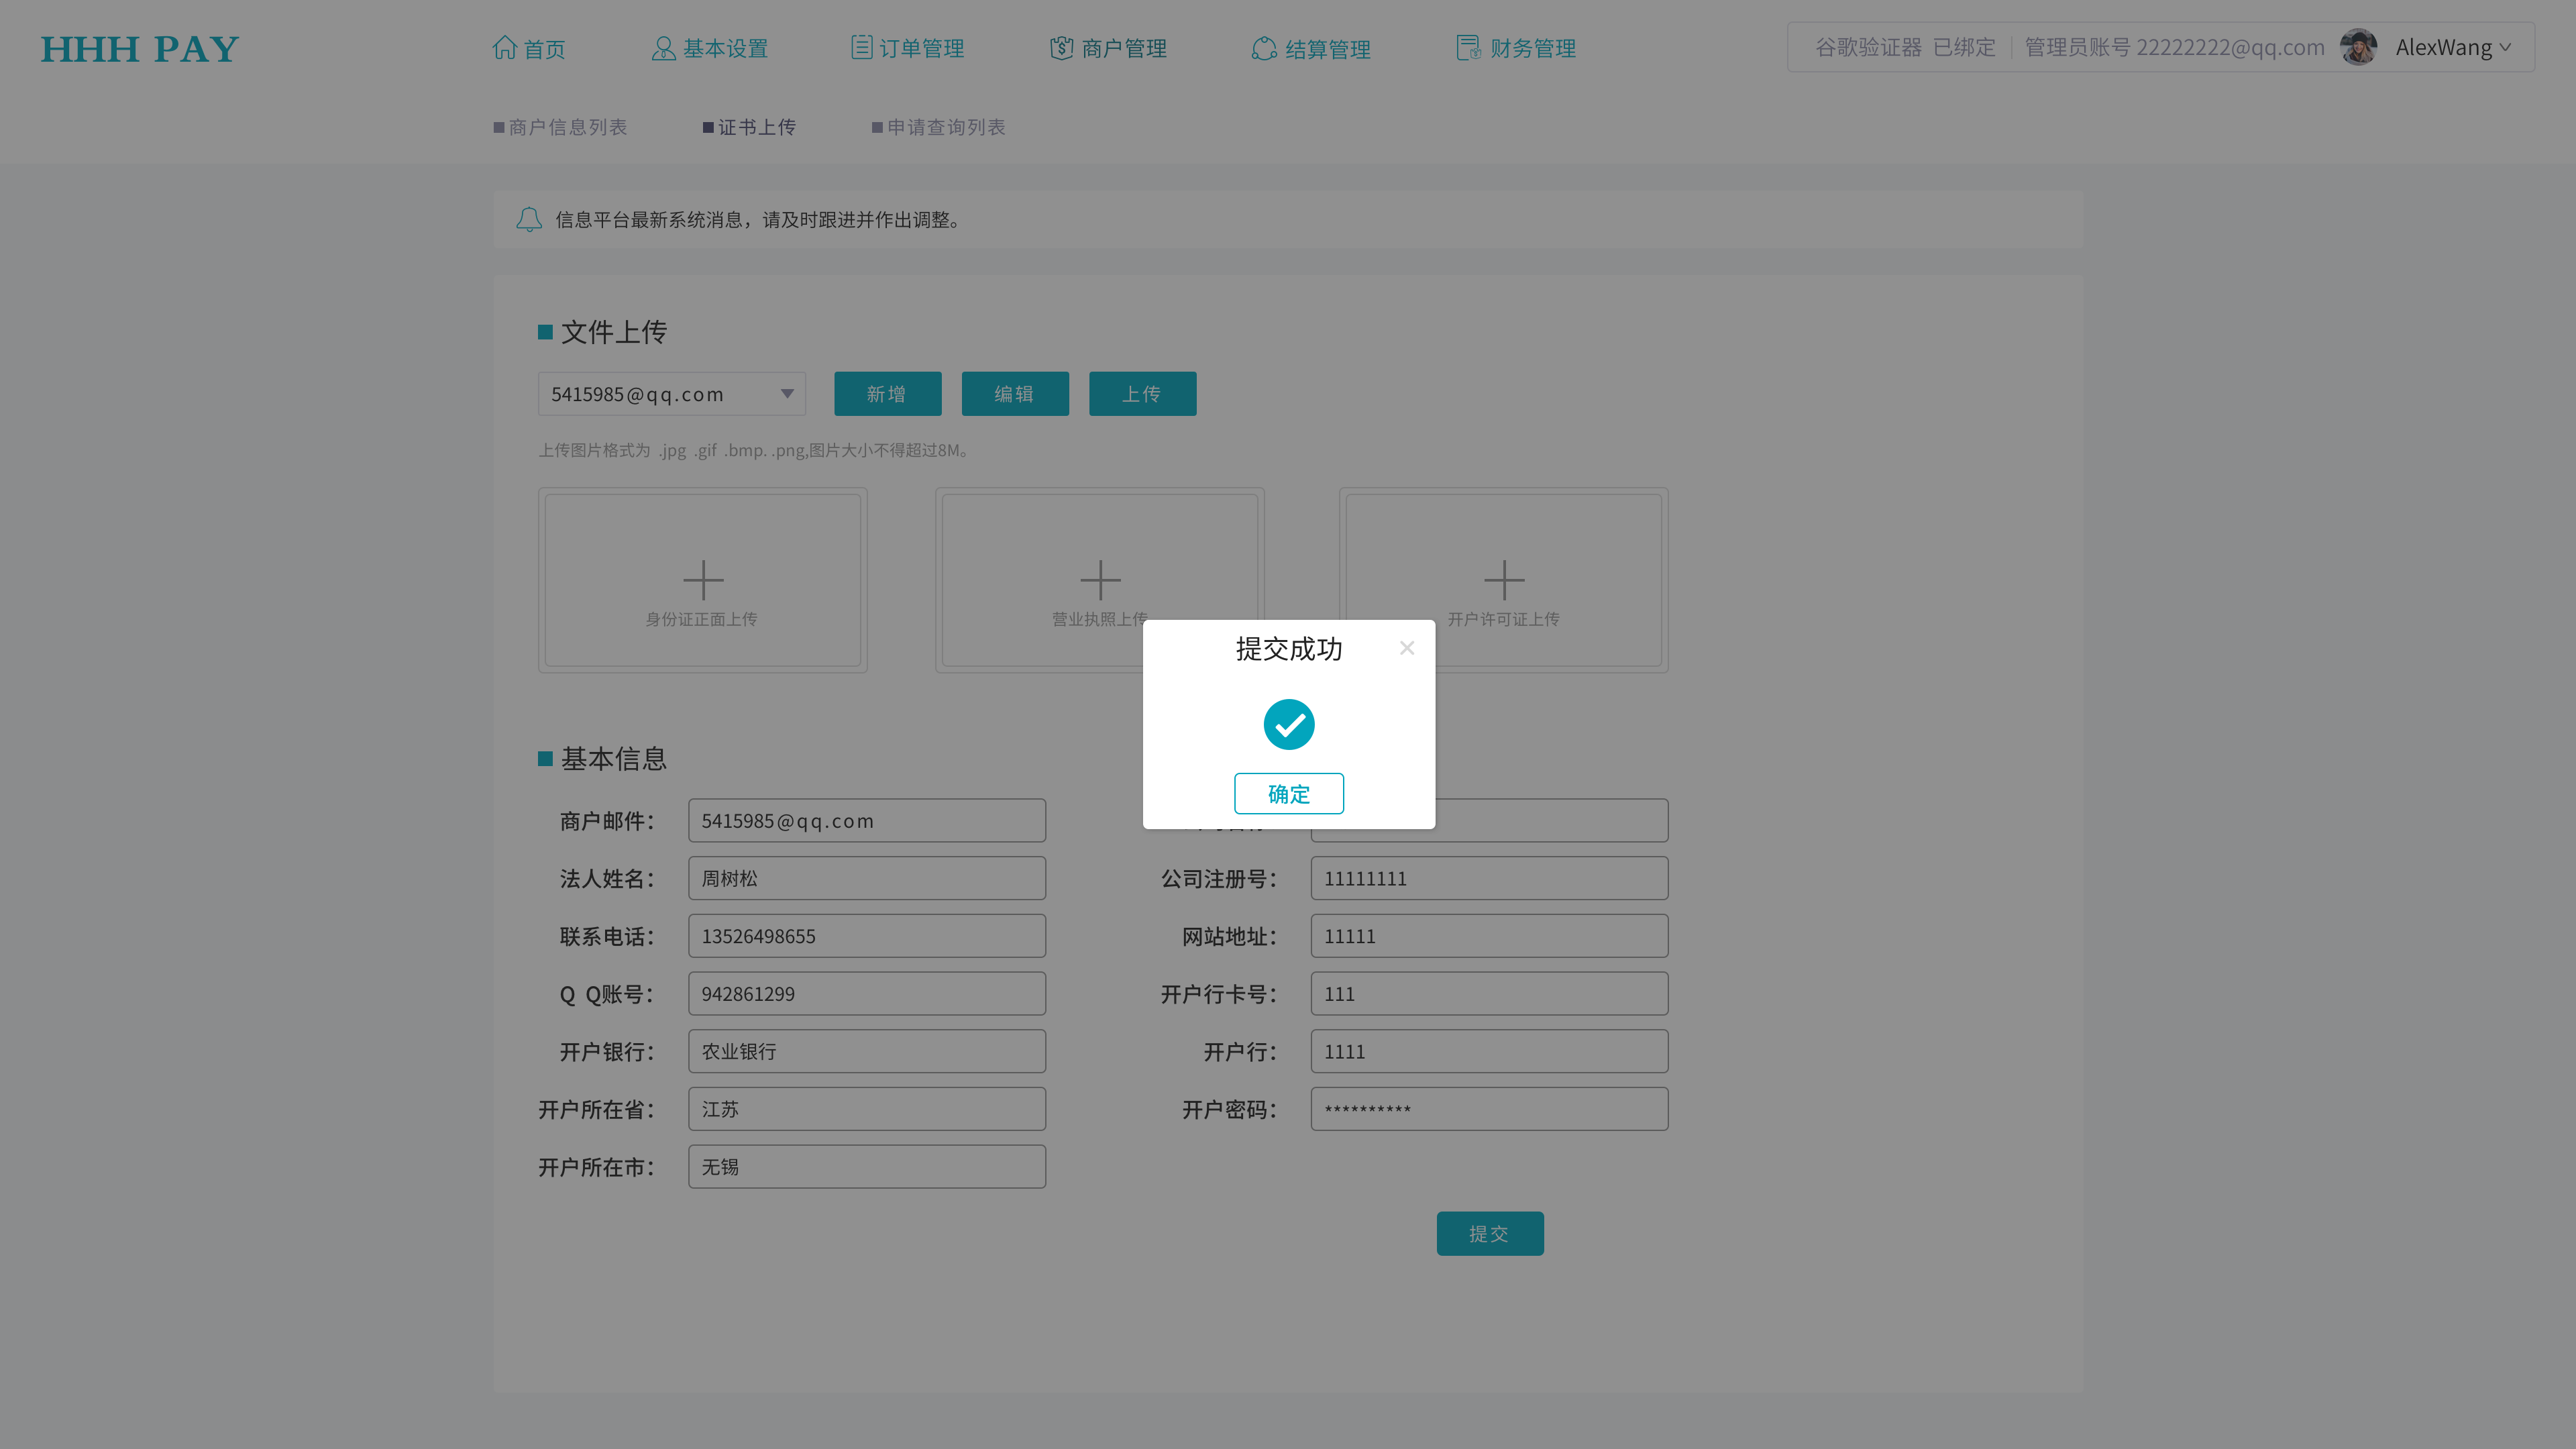 HHH PAY
首页
基本设置
订单管理
商户管理
结算管理
财务管理
谷歌验证器 已绑定
管理员账号 22222222@qq.com
AlexWang
商户信息列表
证书上传
申请查询列表
信息平台最新系统消息，请及时跟进并作出调整。
文件上传
5415985@qq.com
新增
编辑
上传
上传图片格式为 .jpg .gif .bmp. .png,图片大小不得超过8M。
身份证正面上传
营业执照上传
开户许可证上传
提交成功
确定
基本信息
商户邮件： 5415985@qq.com
法人姓名： 周树松
公司注册号： 11111111
联系电话： 13526498655
网站地址： 11111
Q Q账号： 942861299
开户行卡号： 111
开户银行： 农业银行
开户行： 1111
开户所在省： 江苏
开户密码： **********
开户所在市： 无锡
提交